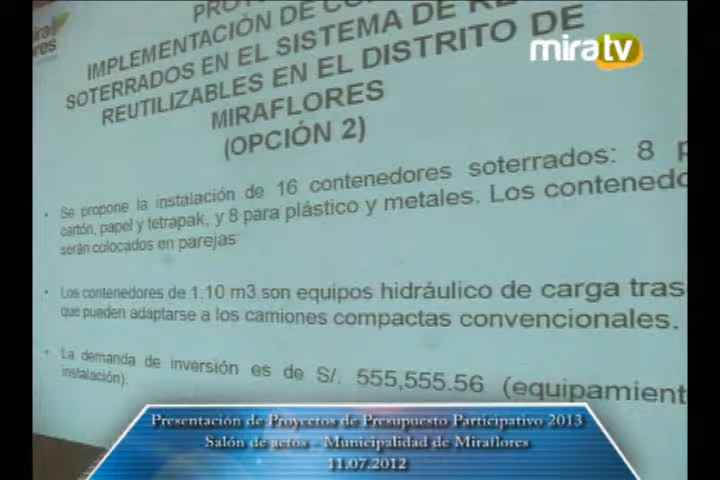 mira
flores
miratv
IMPLEMENTACIÓN DE
SOTERRADOS EN EL SISTEMA DE
REUTILIZABLES EN EL DISTRITO DE
MIRAFLORES
(OPCIÓN 2)
• Se propone la instalación de 16 contenedores soterrados: 8
cartón, papel y tetrapak, y 8 para plástico y metales. Los
serán colocados en parejas
• Los contenedores de 1.10 m3 son equipos hidráulico de carga
que pueden adaptarse a los camiones compactas convencionales.
• La demanda de inversión es de S/. 555,555.56
instalación).
Presentación de Proyectos de Presupuesto Participativo 2013
Salón de actos - Municipalidad de Miraflores
11.07.2012